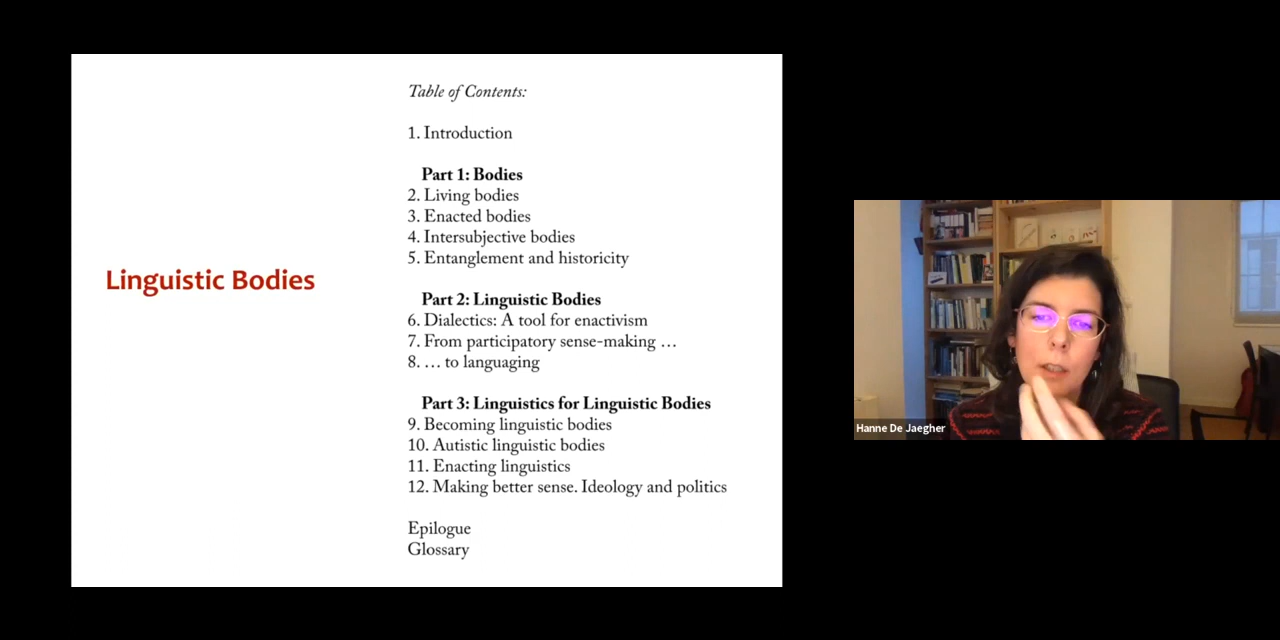 Linguistic Bodies
Table of Contents:
1. Introduction
Part 1: Bodies
2. Living bodies
3. Enacted bodies
4. Intersubjective bodies
5. Entanglement and historicity
Part 2: Linguistic Bodies
6. Dialectics: A tool for enactivism
7. From participatory sense-making …
8. … to languaging
Part 3: Linguistics for Linguistic Bodies
9. Becoming linguistic bodies
10. Autistic linguistic bodies
11. Enacting linguistics
12. Making better sense. Ideology and politics
Epilogue
Glossary
Hanne De Jaegher